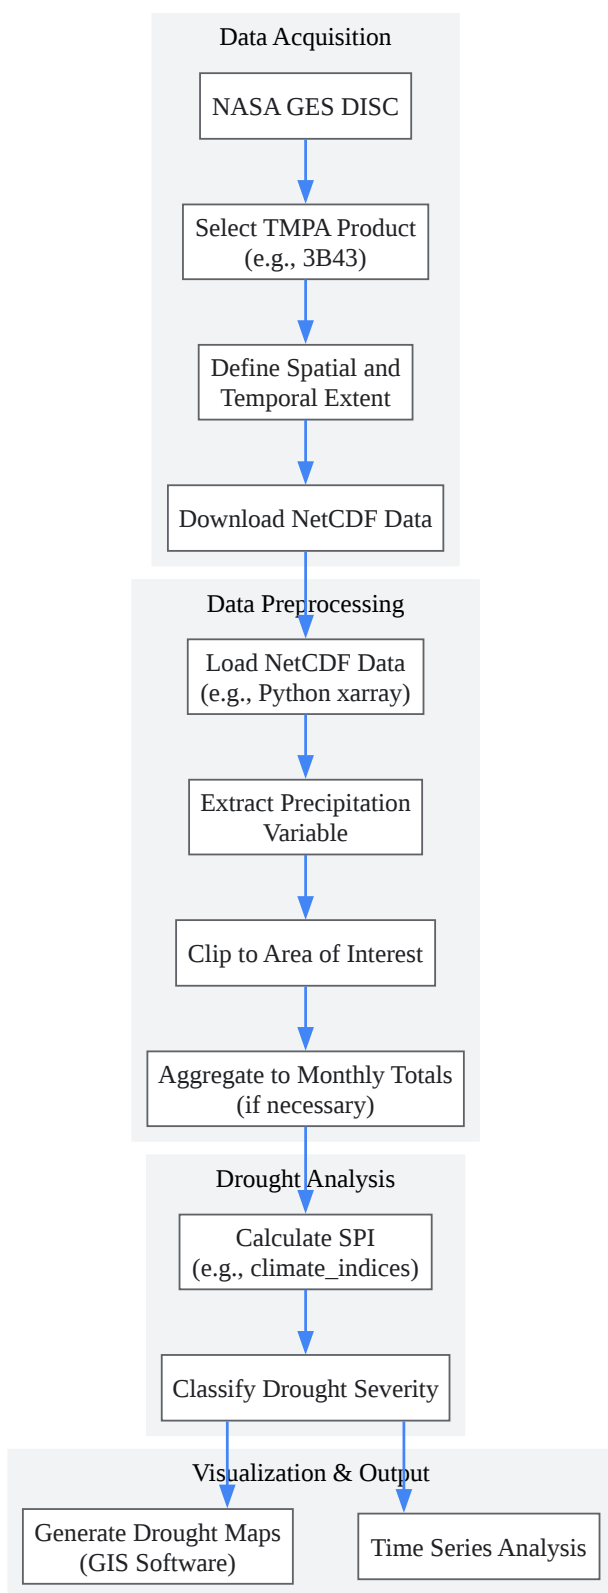 Data Acquisition
NASA GES DISC
Select TMPA Product
(e.g., 3B43)
Define Spatial and
Temporal Extent
Download NetCDF Data
Data Preprocessing
Load NetCDF Data
(e.g., Python xarray)
Extract Precipitation
Variable
Clip to Area of Interest
Aggregate to Monthly Totals
(if necessary)
Drought Analysis
Calculate SPI
(e.g., climate_indices)
Classify Drought Severity
Visualization & Output
Generate Drought Maps
(GIS Software)
Time Series Analysis